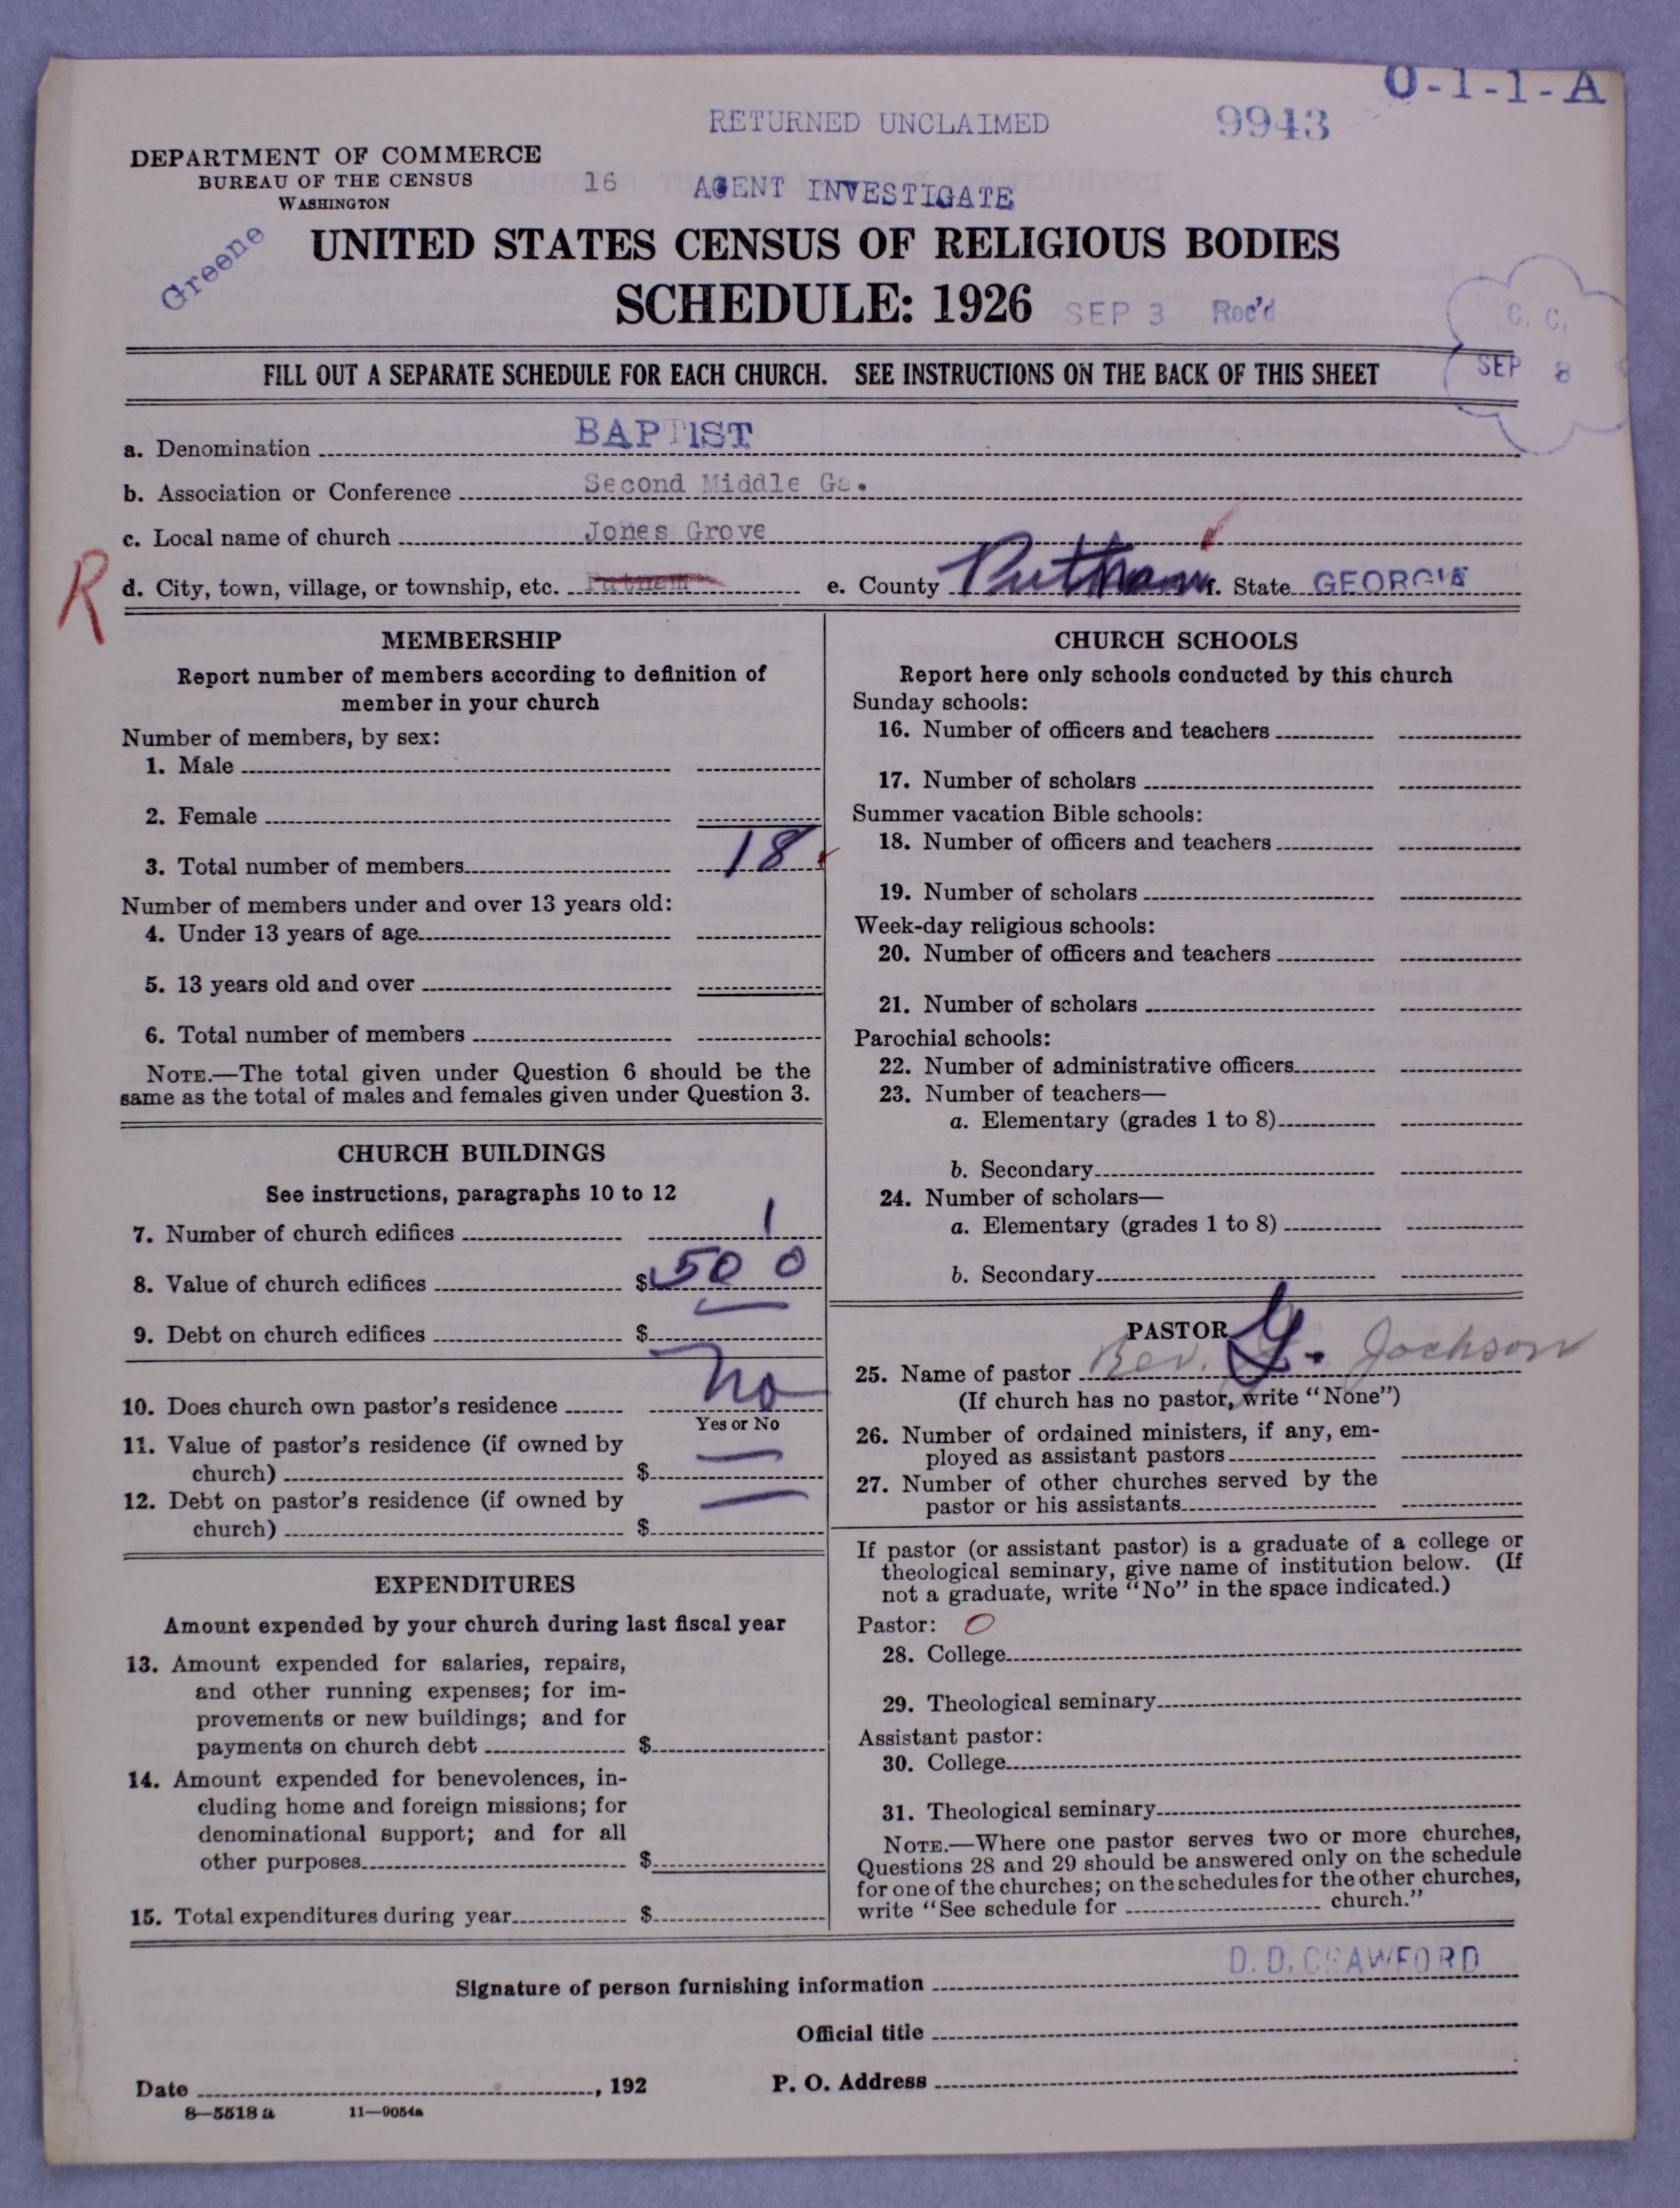 O-1-1-A
RETURNED UNCLAIMED 9943
DEPARTMENT OF COMMERCE
BUREAU OF THE CENSUS 16 AGENT INVESTIGATE
WASHINGTON
Greene
UNITED STATES CENSUS OF RELIGIOUS BODIES
SCHEDULE: 1926 SEP 3 Rec'd
C. C.
SEP 8
FILL OUT A SEPARATE SCHEDULE FOR EACH CHURCH. SEE INSTRUCTIONS ON THE BACK OF THIS SHEET
a. Denomination BAPTIST
b. Association or Conference Second Middle Ga.
c. Local name of church Jones Grove
R d. City, town, village, or township, etc. Putnam e. County Putnam f. State GEORGIA
MEMBERSHIP
Report number of members according to definition of
member in your church
Number of members, by sex:
1. Male
2. Female
3. Total number of members 18
Number of members under and over 13 years old:
4. Under 13 years of age
5. 13 years old and over
6. Total number of members
NOTE.—The total given under Question 6 should be the
same as the total of males and females given under Question 3.
CHURCH BUILDINGS
See instructions, paragraphs 10 to 12
7. Number of church edifices 1
8. Value of church edifices $ 500
9. Debt on church edifices $ —
10. Does church own pastor's residence No
Yes or No
11. Value of pastor's residence (if owned by
church) $ —
12. Debt on pastor's residence (if owned by
church) $ —
EXPENDITURES
Amount expended by your church during last fiscal year
13. Amount expended for salaries, repairs,
and other running expenses; for im-
provements or new buildings; and for
payments on church debt $
14. Amount expended for benevolences, in-
cluding home and foreign missions; for
denominational support; and for all
other purposes $
15. Total expenditures during year $
CHURCH SCHOOLS
Report here only schools conducted by this church
Sunday schools:
16. Number of officers and teachers
17. Number of scholars
Summer vacation Bible schools:
18. Number of officers and teachers
19. Number of scholars
Week-day religious schools:
20. Number of officers and teachers
21. Number of scholars
Parochial schools:
22. Number of administrative officers
23. Number of teachers—
a. Elementary (grades 1 to 8)
b. Secondary
24. Number of scholars—
a. Elementary (grades 1 to 8)
b. Secondary
PASTOR
25. Name of pastor Rev. Jackson
(If church has no pastor, write "None")
26. Number of ordained ministers, if any, em-
ployed as assistant pastors
27. Number of other churches served by the
pastor or his assistants
If pastor (or assistant pastor) is a graduate of a college or
theological seminary, give name of institution below. (If
not a graduate, write "No" in the space indicated.)
Pastor: O
28. College
29. Theological seminary
Assistant pastor:
30. College
31. Theological seminary
NOTE.—Where one pastor serves two or more churches,
Questions 28 and 29 should be answered only on the schedule
for one of the churches; on the schedules for the other churches,
write "See schedule for church."
Signature of person furnishing information D. D. CRAWFORD
Official title
Date , 192 P. O. Address
8—5518 a 11—9054a